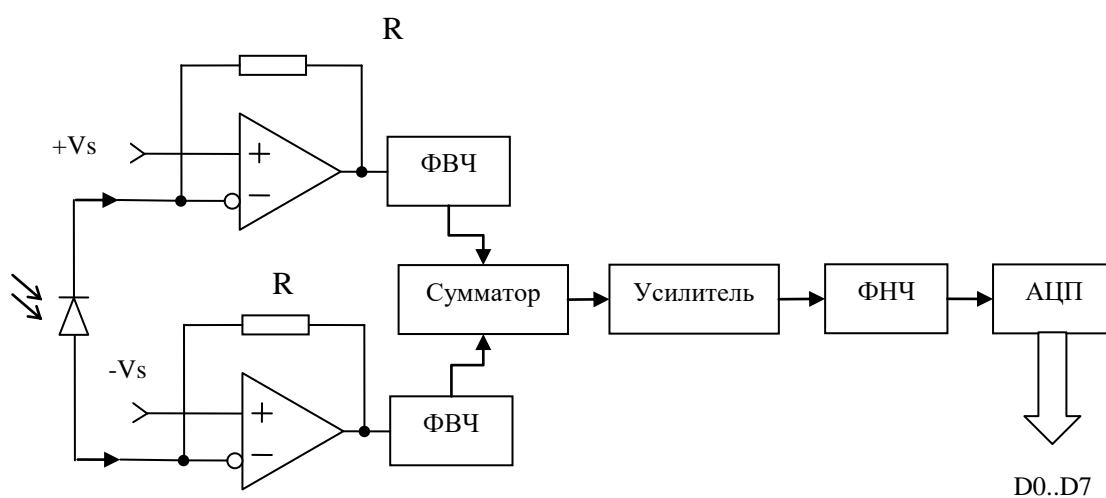 R
+Vs
+
−
ФВЧ
R
Сумматор
Усилитель
ФНЧ
АЦП
-Vs
+
−
ФВЧ
D0..D7